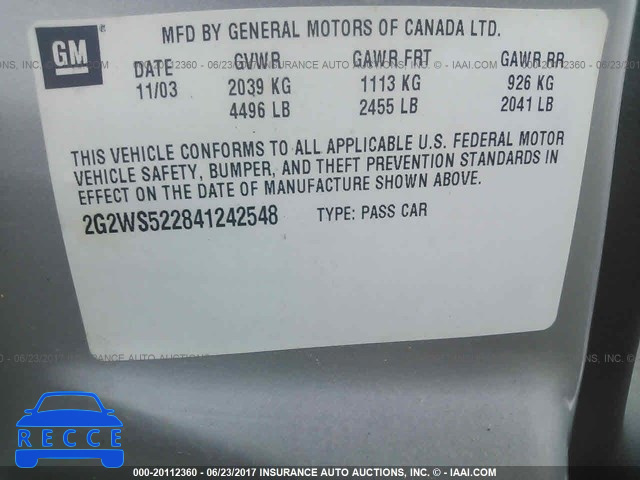 GM
MFD BY GENERAL MOTORS OF CANADA LTD.
DATE GVWR GAWR FRT GAWR RR
11/03 2039 KG 1113 KG 926 KG
4496 LB 2455 LB 2041 LB
THIS VEHICLE CONFORMS TO ALL APPLICABLE U.S. FEDERAL MOTOR
VEHICLE SAFETY, BUMPER, AND THEFT PREVENTION STANDARDS IN
EFFECT ON THE DATE OF MANUFACTURE SHOWN ABOVE.
2G2WS522841242548 TYPE: PASS CAR
RECCE
000-20112360 - 06/23/2017 INSURANCE AUTO AUCTIONS, INC. - © IAAI.COM